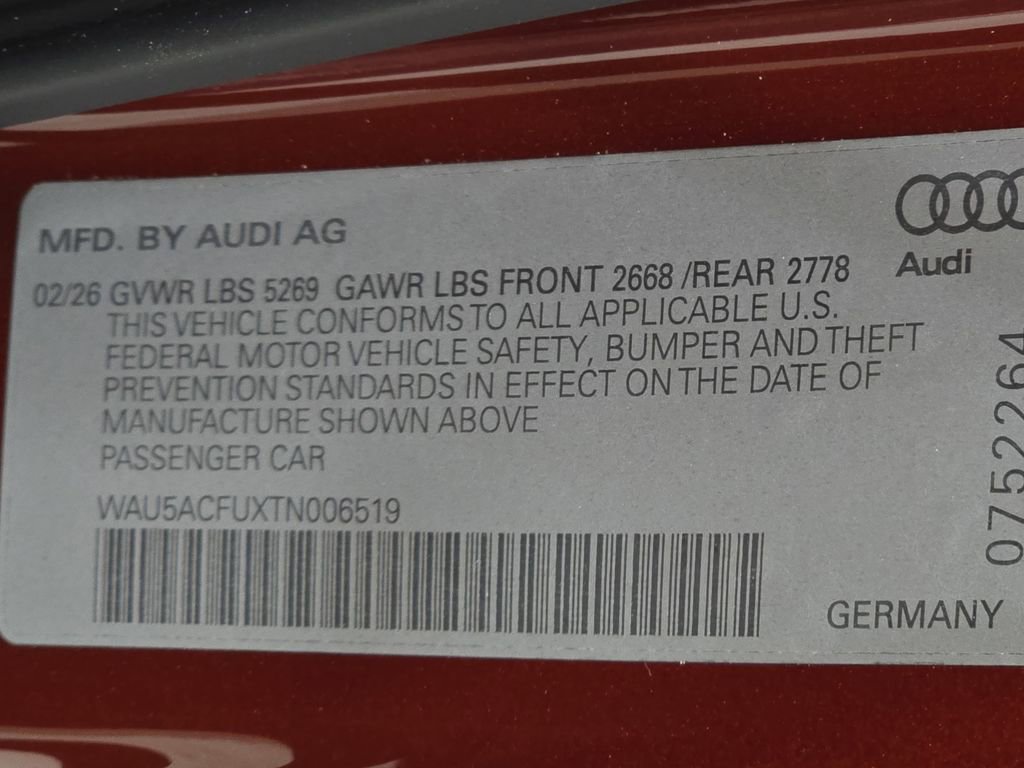 MFD. BY AUDI AG
Audi
02/26 GVWR LBS 5269 GAWR LBS FRONT 2668 /REAR 2778
THIS VEHICLE CONFORMS TO ALL APPLICABLE U.S.
FEDERAL MOTOR VEHICLE SAFETY, BUMPER AND THEFT
PREVENTION STANDARDS IN EFFECT ON THE DATE OF
MANUFACTURE SHOWN ABOVE
PASSENGER CAR
WAU5ACFUXTN006519
GERMANY
0752264